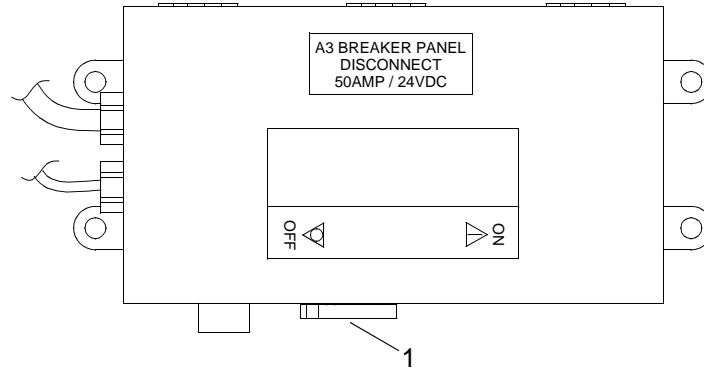 A3 BREAKER PANEL
DISCONNECT
50AMP / 24VDC
OFF
ON
1